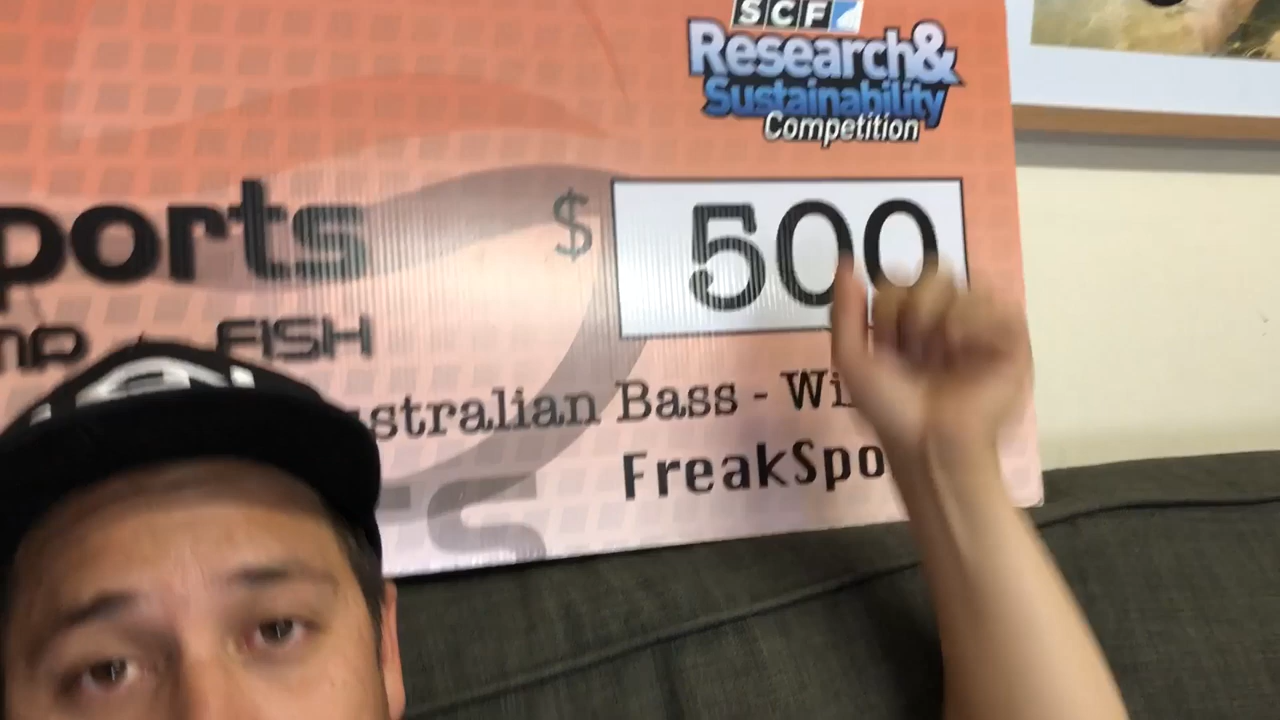 SCF
Research&
Sustainability
Competition
ports
$ 500
FISH
stralian Bass - Wi
FreakSpo